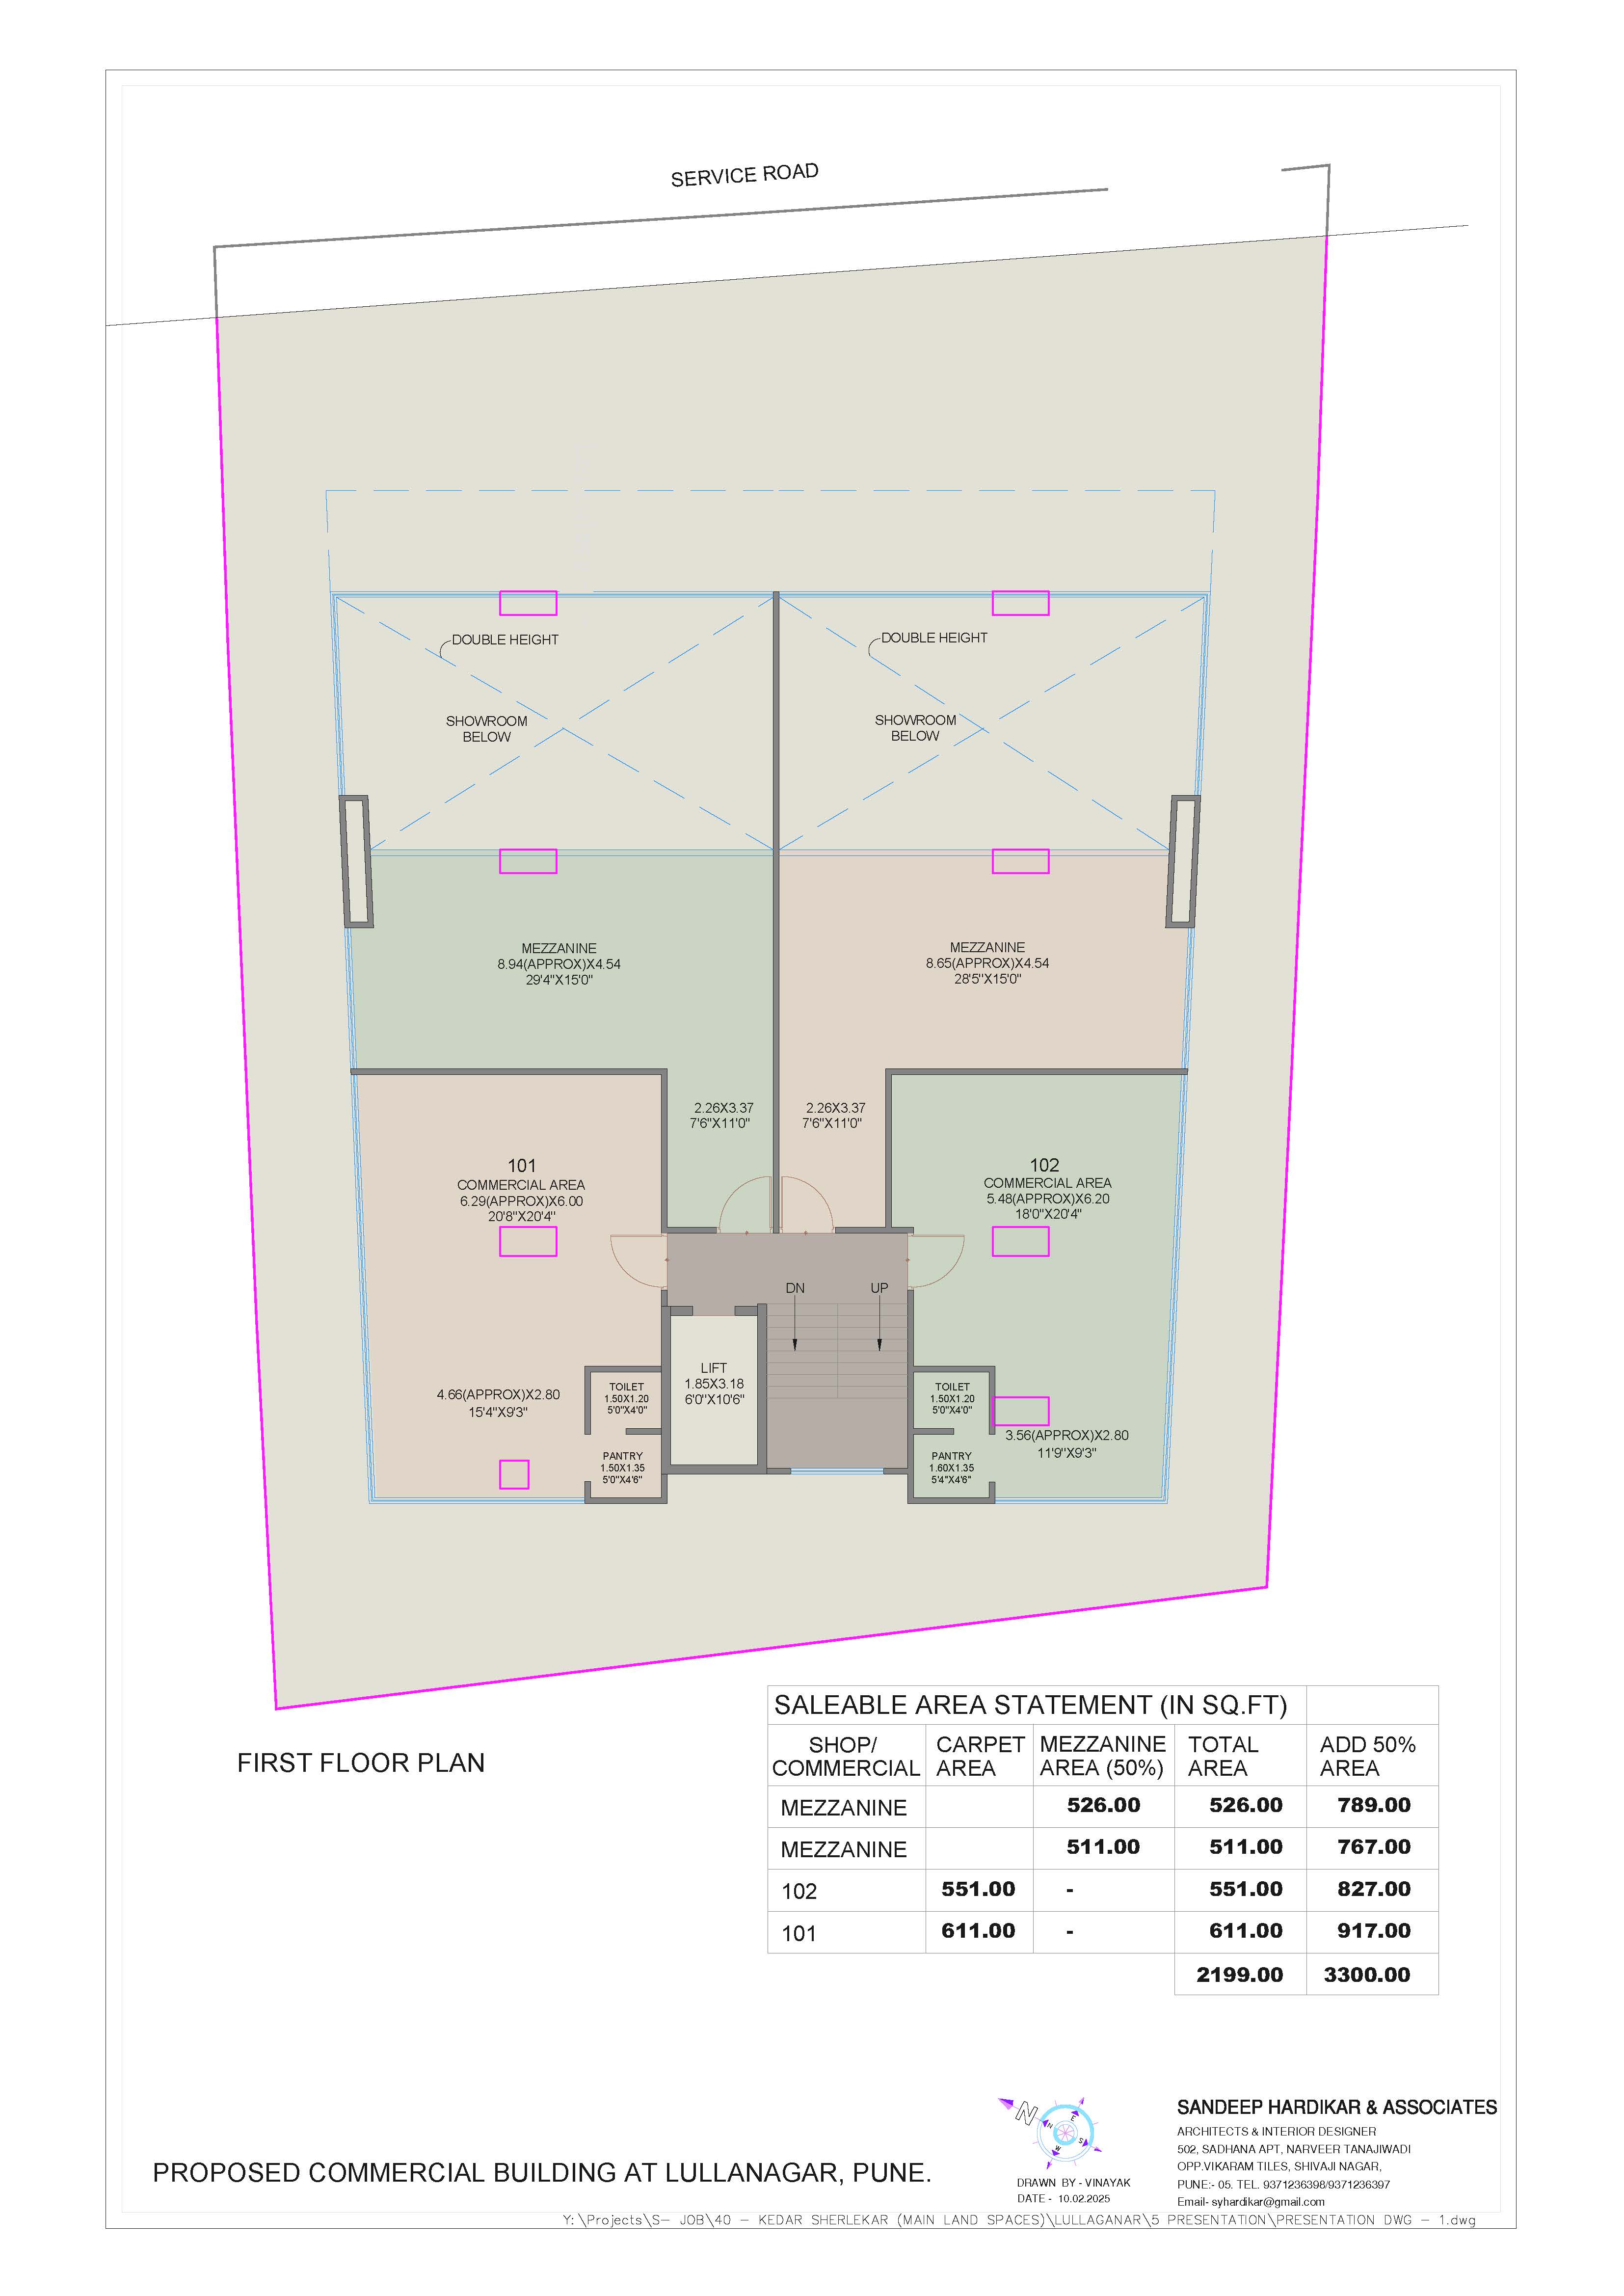 SERVICE ROAD
DOUBLE HEIGHT
DOUBLE HEIGHT
SHOWROOM
BELOW
SHOWROOM
BELOW
MEZZANINE
8.94(APPROX)X4.54
29'4"X15'0"
MEZZANINE
8.65(APPROX)X4.54
28'5"X15'0"
2.26X3.37
7'6"X11'0"
2.26X3.37
7'6"X11'0"
101
COMMERCIAL AREA
6.29(APPROX)X6.00
20'8"X20'4"
102
COMMERCIAL AREA
5.48(APPROX)X6.20
18'0"X20'4"
DN
UP
LIFT
1.85X3.18
6'0"X10'6"
4.66(APPROX)X2.80
15'4"X9'3"
TOILET
1.50X1.20
5'0"X4'0"
TOILET
1.50X1.20
5'0"X4'0"
3.56(APPROX)X2.80
11'9"X9'3"
PANTRY
1.50X1.35
5'0"X4'6"
PANTRY
1.60X1.35
5'4"X4'6"
FIRST FLOOR PLAN
SALEABLE AREA STATEMENT (IN SQ.FT)
SHOP/ COMMERCIAL CARPET AREA MEZZANINE AREA (50%) TOTAL AREA ADD 50% AREA
MEZZANINE 526.00 526.00 789.00
MEZZANINE 511.00 511.00 767.00
102 551.00 - 551.00 827.00
101 611.00 - 611.00 917.00
2199.00 3300.00
PROPOSED COMMERCIAL BUILDING AT LULLANAGAR, PUNE.
N
N
E
S
W
DRAWN BY - VINAYAK
DATE - 10.02.2025
SANDEEP HARDIKAR & ASSOCIATES
ARCHITECTS & INTERIOR DESIGNER
502, SADHANA APT, NARVEER TANAJIWADI
OPP.VIKARAM TILES, SHIVAJI NAGAR,
PUNE:- 05. TEL. 9371236398/9371236397
Email- syhardikar@gmail.com
Y:\Projects\S- JOB\40 - KEDAR SHERLEKAR (MAIN LAND SPACES)\LULLAGANAR\5 PRESENTATION\PRESENTATION DWG - 1.dwg